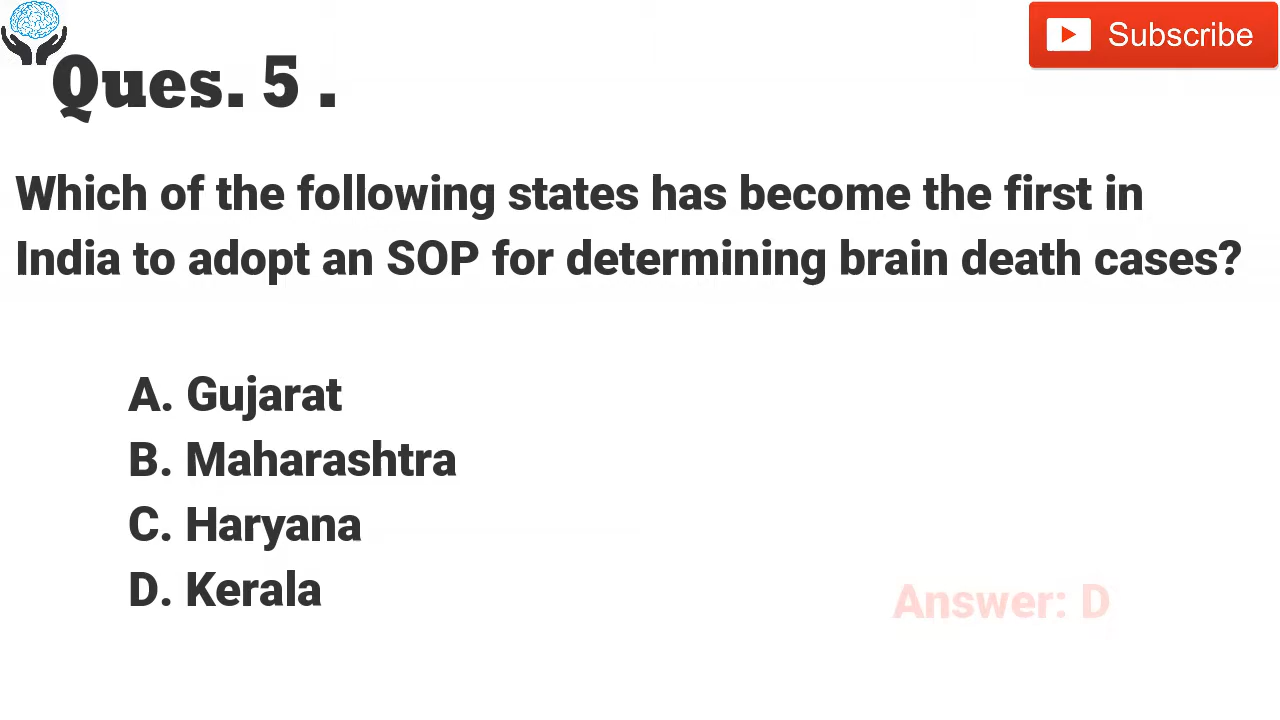 Subscribe
Ques. 5 .
Which of the following states has become the first in
India to adopt an SOP for determining brain death cases?
A. Gujarat
B. Maharashtra
C. Haryana
D. Kerala
Answer: D